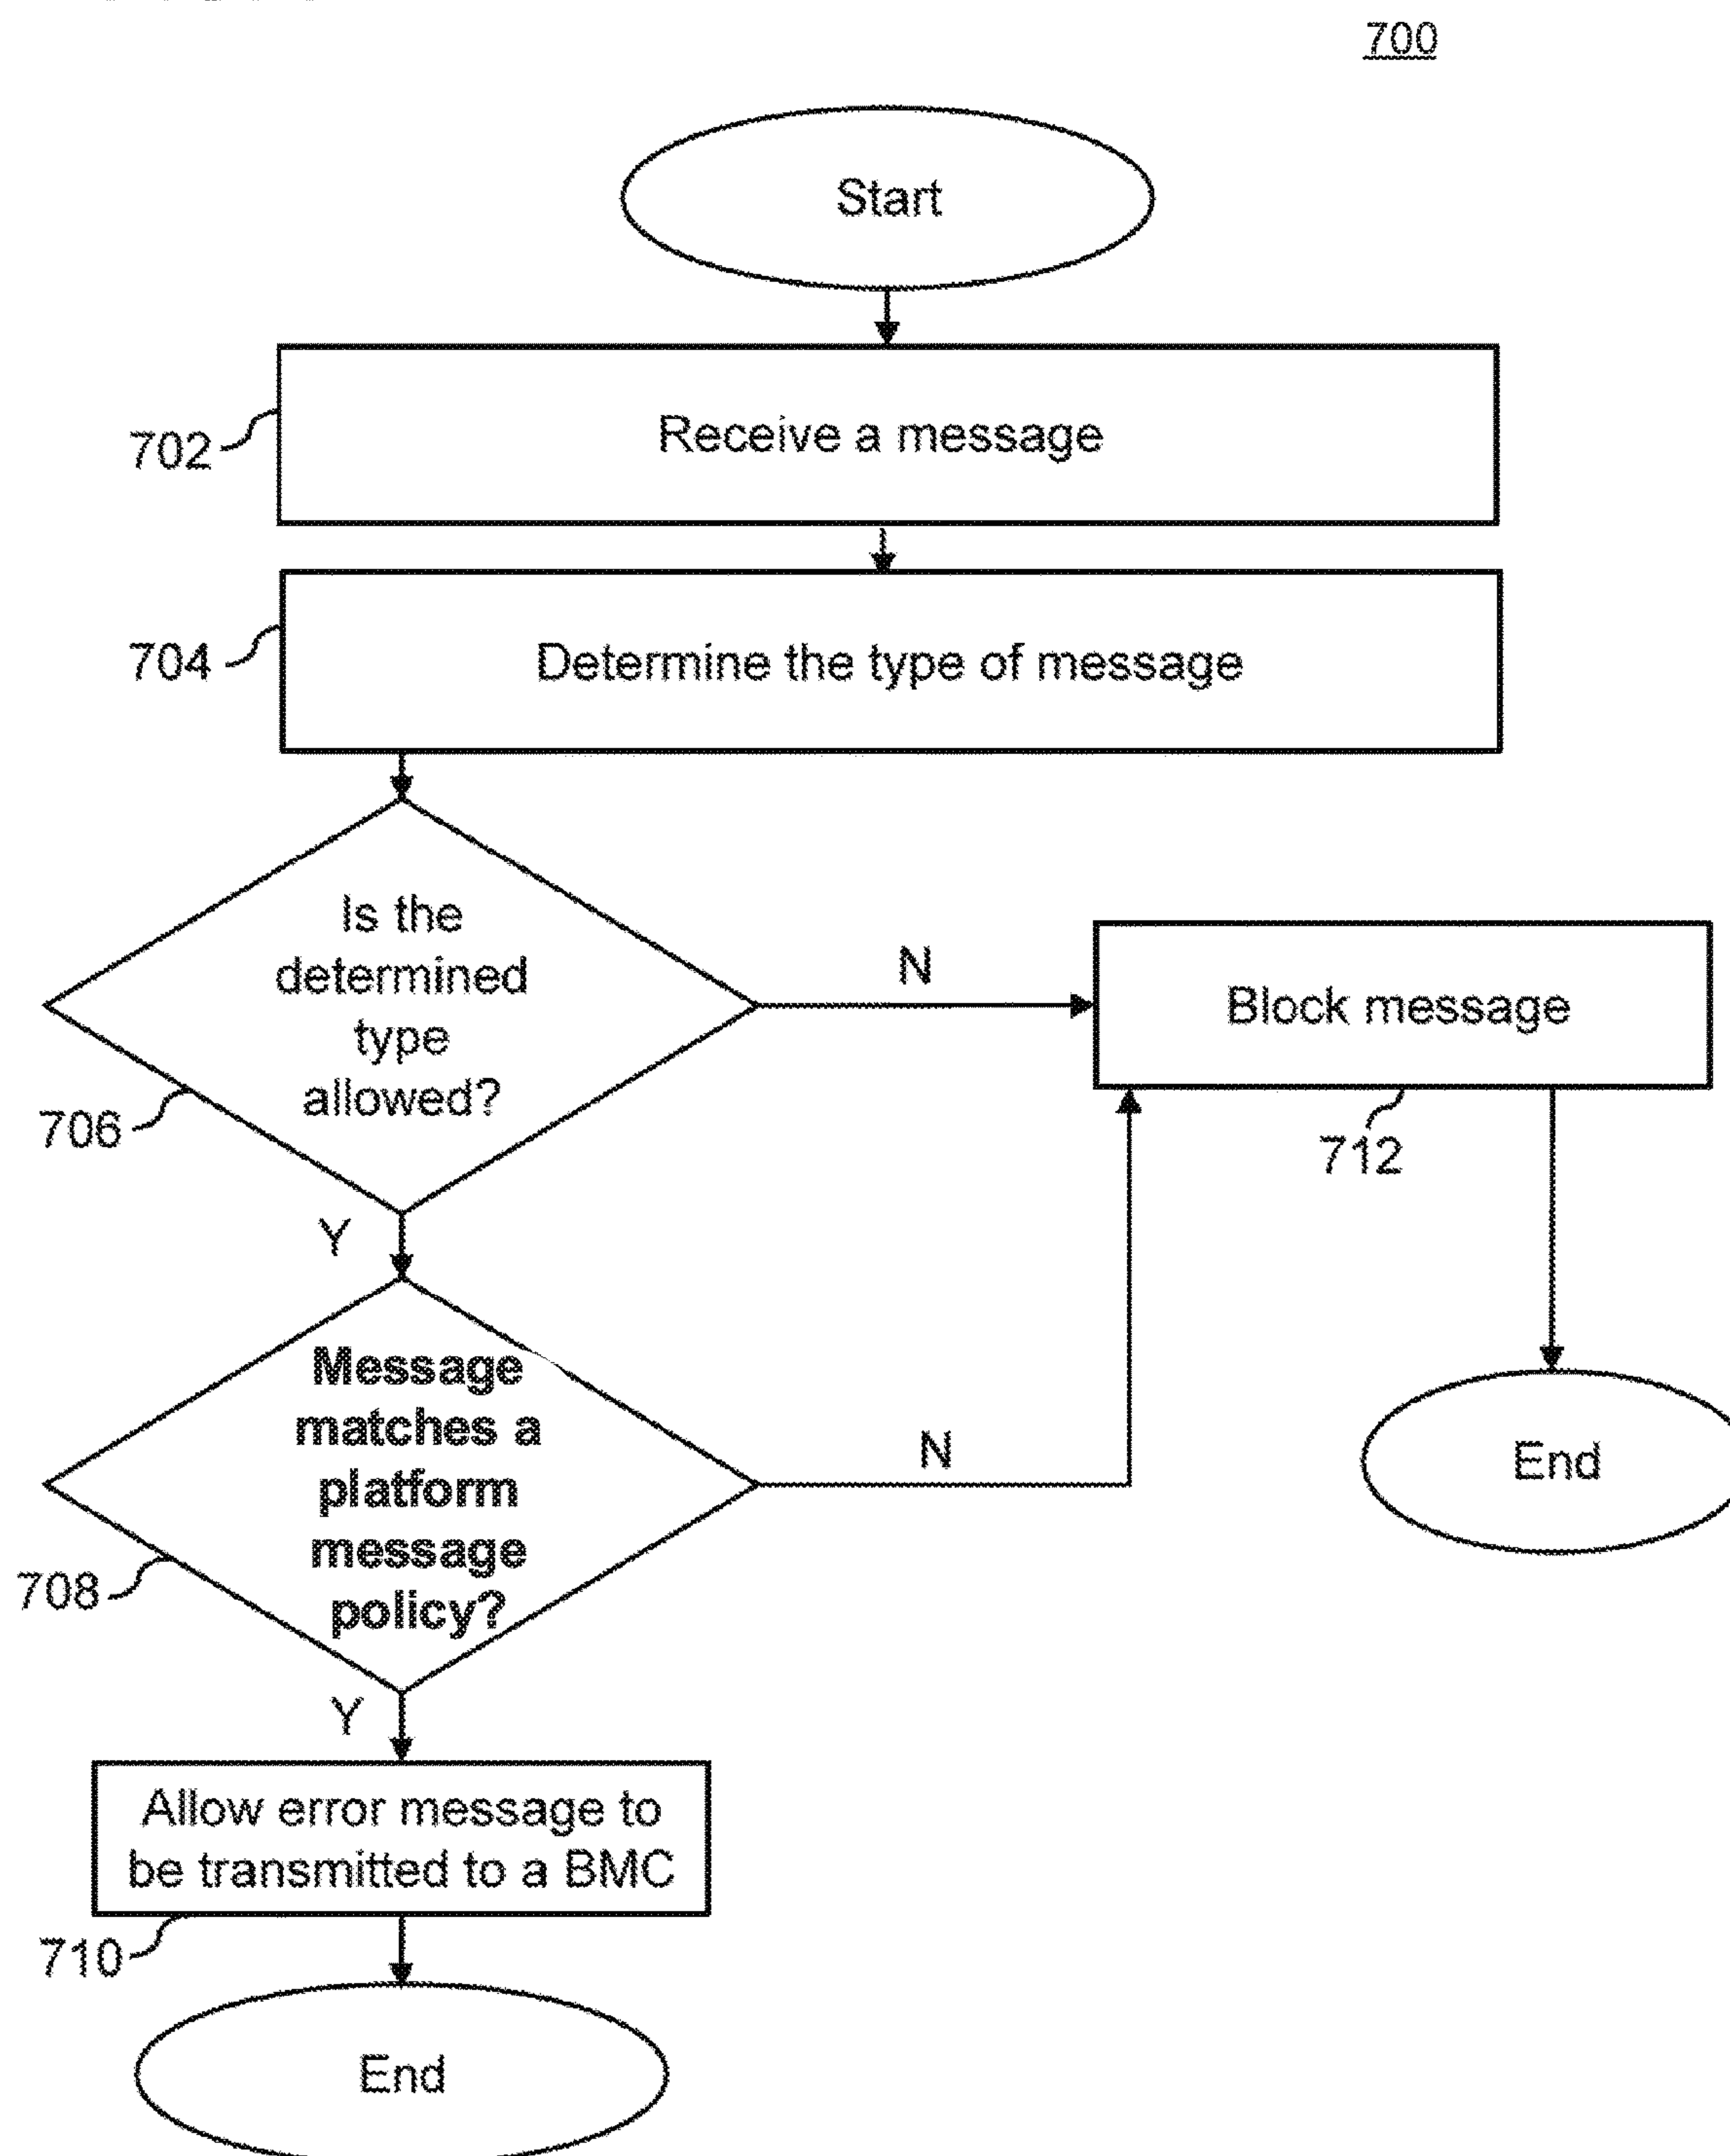 700
Start
702
Receive a message
704
Determine the type of message
Is the
determined
type
allowed?
706
N
Block message
712
Y
Message
matches a
platform
message
policy?
708
N
End
Y
Allow error message to
be transmitted to a BMC
710
End